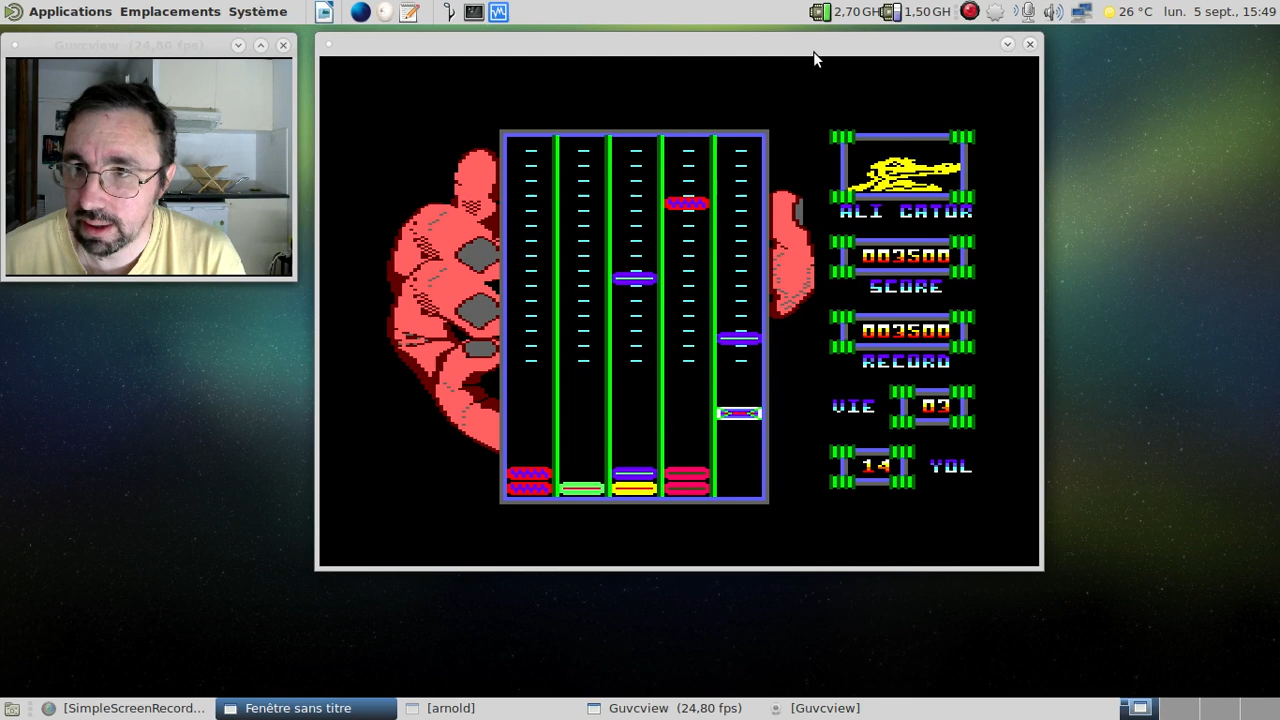 Applications Emplacements Système
2,70 GH
1,50 GHz
26 °C
lun. 5 sept., 15:49
Guvcview (24,80 fps)
ALI CATOR
003500
SCORE
003500
RECORD
VIE 03
14 VOL
[SimpleScreenRecord...
Fenêtre sans titre
[arnold]
Guvcview (24,80 fps)
[Guvcview]